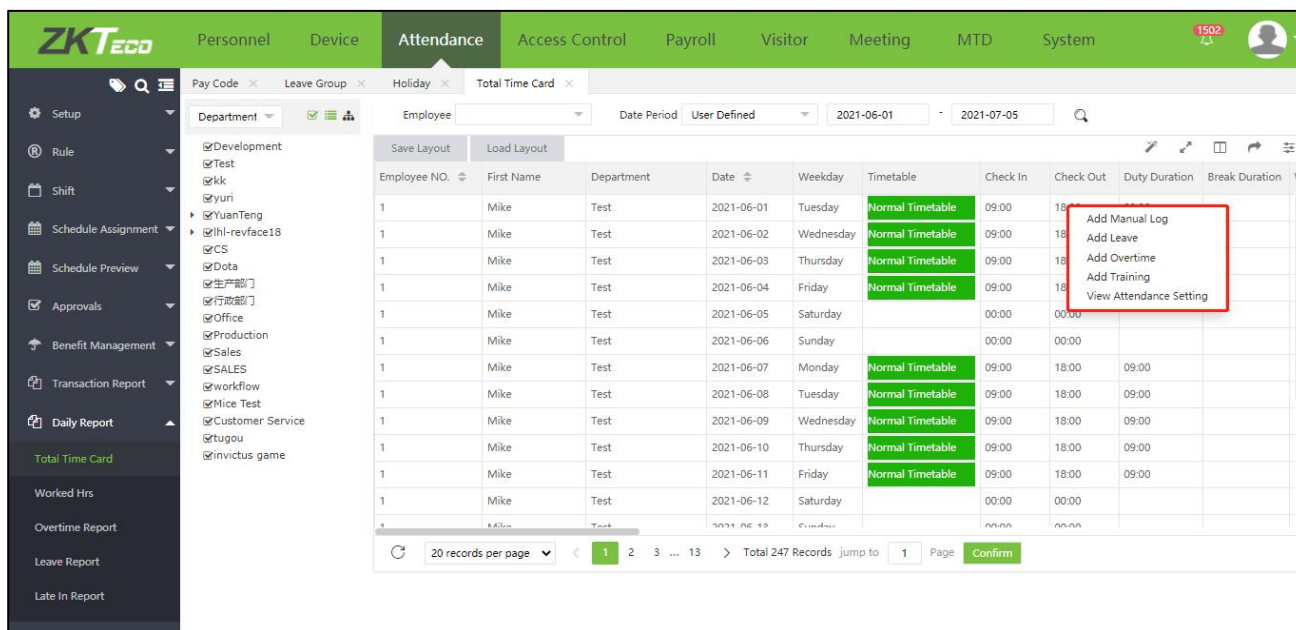 ZKTeco Personnel Device Attendance Access Control Payroll Visitor Meeting MTD System 1502
Pay Code Leave Group Holiday Total Time Card
Setup
Rule
Shift
Schedule Assignment
Schedule Preview
Approvals
Benefit Management
Transaction Report
Daily Report
Total Time Card
Worked Hrs
Overtime Report
Leave Report
Late In Report
Department
Development
Test
kk
yuri
YuanTeng
lhl-revface18
CS
Dota
生产部门
行政部门
Office
Production
Sales
SALES
workflow
Mice Test
Customer Service
tugou
invictus game
Employee Date Period User Defined 2021-06-01 - 2021-07-05
Save Layout Load Layout
Employee NO. First Name Department Date Weekday Timetable Check In Check Out Duty Duration Break Duration
1 Mike Test 2021-06-01 Tuesday Normal Timetable 09:00 18
1 Mike Test 2021-06-02 Wednesday Normal Timetable 09:00 18
1 Mike Test 2021-06-03 Thursday Normal Timetable 09:00 18
1 Mike Test 2021-06-04 Friday Normal Timetable 09:00 18
1 Mike Test 2021-06-05 Saturday 00:00 00:00
1 Mike Test 2021-06-06 Sunday 00:00 00:00
1 Mike Test 2021-06-07 Monday Normal Timetable 09:00 18:00 09:00
1 Mike Test 2021-06-08 Tuesday Normal Timetable 09:00 18:00 09:00
1 Mike Test 2021-06-09 Wednesday Normal Timetable 09:00 18:00 09:00
1 Mike Test 2021-06-10 Thursday Normal Timetable 09:00 18:00 09:00
1 Mike Test 2021-06-11 Friday Normal Timetable 09:00 18:00 09:00
1 Mike Test 2021-06-12 Saturday 00:00 00:00
Add Manual Log
Add Leave
Add Overtime
Add Training
View Attendance Setting
20 records per page < 1 2 3 ... 13 > Total 247 Records jump to 1 Page Confirm